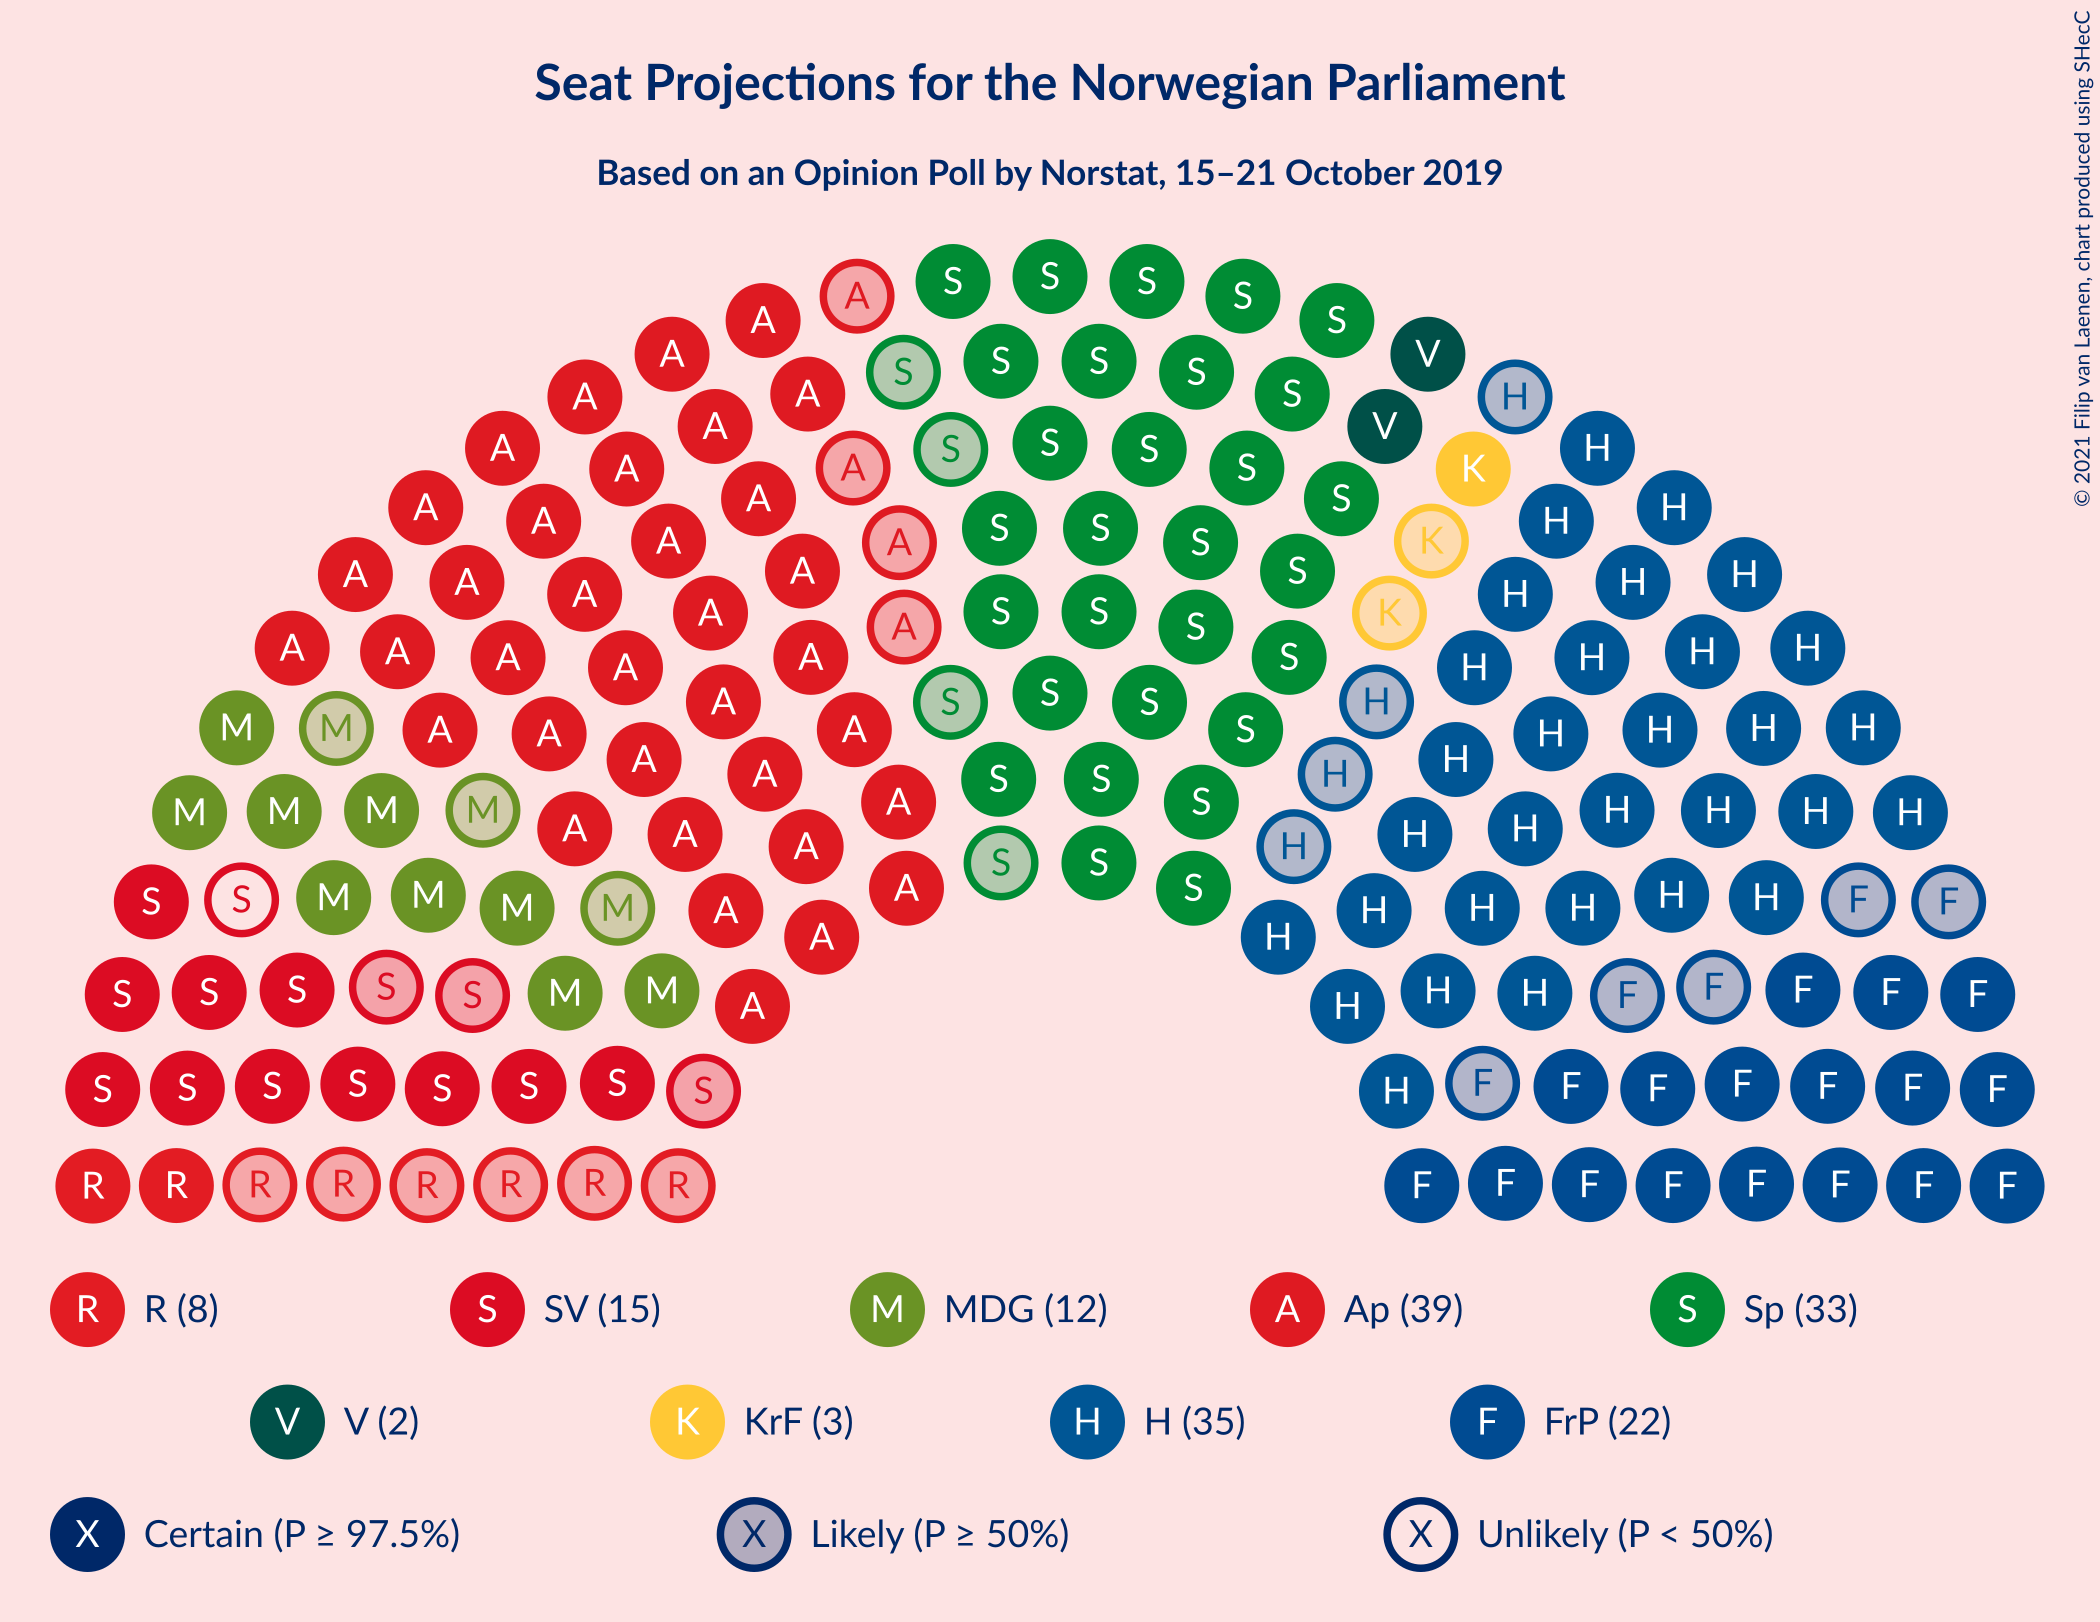 Seat Projections for the Norwegian Parliament
Based on an Opinion Poll by Norstat, 15–21 October 2019
© 2021 Filip van Laenen, chart produced using SHecC
A S S S S S V H
A A A A A A A
S S S S S V K H H
A A A A A A
A S S S S S K H H H
A A A A A
A S S S S K H H H H
A A A A A
A S S S S H H H H H
M M A A A A A S S S S H H H H H
M M M M A A A A S S S H H H H H H
S S M M M M A A A S S S H H H H H H F F
S S S S S M M A H H H F F F F F
S S S S S S S S H F F F F F F F
R R R R R R R R F F F F F F F F
R R (8) S SV (15) M MDG (12) A Ap (39) S Sp (33)
V V (2) K KrF (3) H H (35) F FrP (22)
X Certain (P ≥ 97.5%) X Likely (P ≥ 50%) X Unlikely (P < 50%)